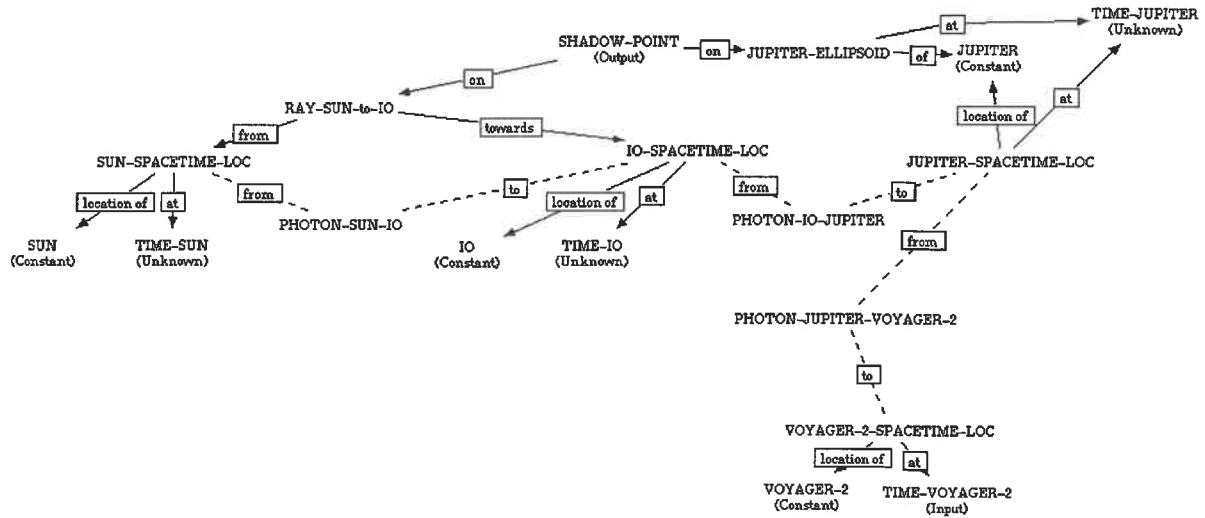 TIME-JUPITER
(Unknown)
at
SHADOW-POINT
(Output)
on
JUPITER-ELLIPSOID
of
JUPITER
(Constant)
on
at
RAY-SUN-to-IO
location of
from
towards
SUN-SPACETIME-LOC
IO-SPACETIME-LOC
JUPITER-SPACETIME-LOC
location of
at
from
to
location of
at
from
to
PHOTON-SUN-IO
PHOTON-IO-JUPITER
SUN
(Constant)
TIME-SUN
(Unknown)
IO
(Constant)
TIME-IO
(Unknown)
from
PHOTON-JUPITER-VOYAGER-2
to
VOYAGER-2-SPACETIME-LOC
location of
at
VOYAGER-2
(Constant)
TIME-VOYAGER-2
(Input)